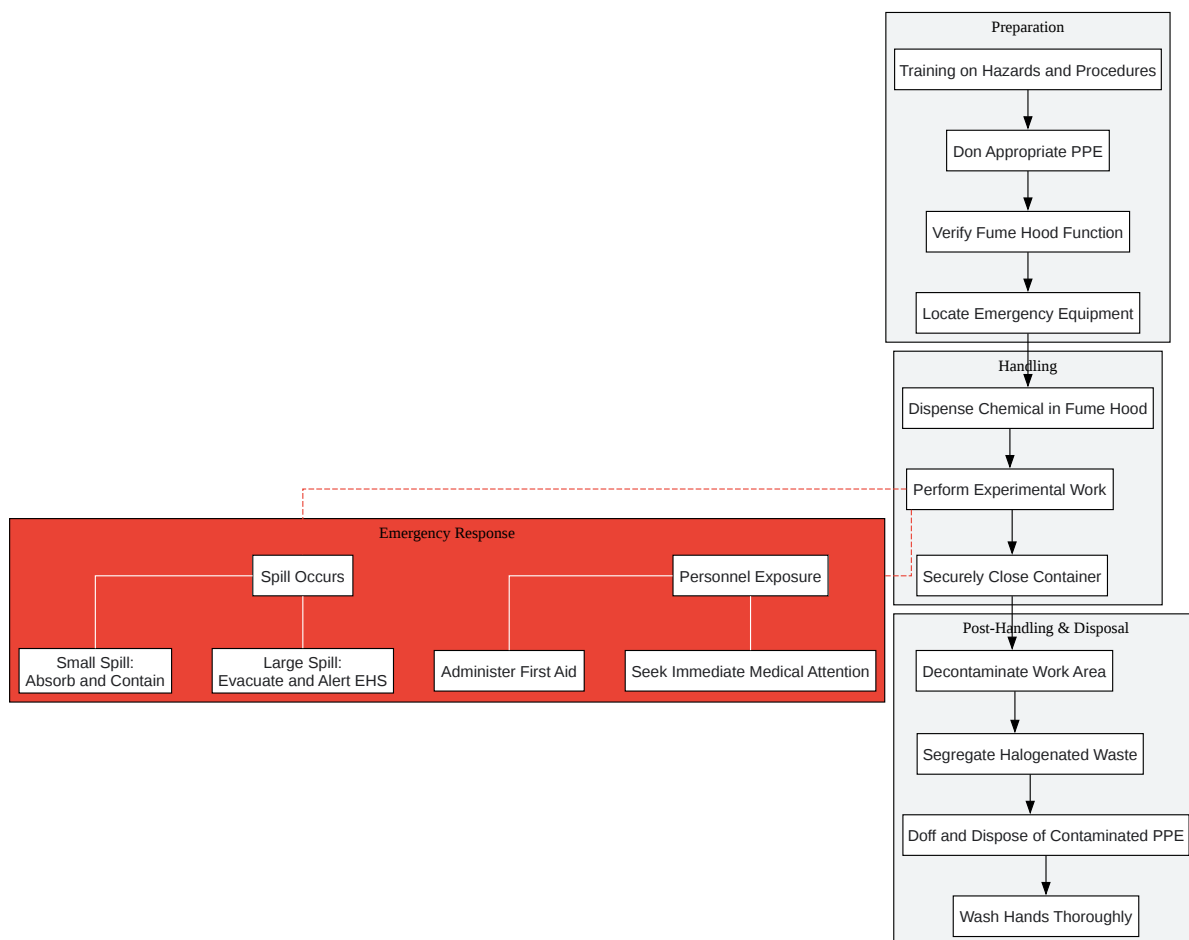 Preparation
Training on Hazards and Procedures
Don Appropriate PPE
Verify Fume Hood Function
Locate Emergency Equipment
Handling
Dispense Chemical in Fume Hood
Perform Experimental Work
Securely Close Container
Emergency Response
Spill Occurs
Personnel Exposure
Small Spill:
Absorb and Contain
Large Spill:
Evacuate and Alert EHS
Administer First Aid
Seek Immediate Medical Attention
Post-Handling & Disposal
Decontaminate Work Area
Segregate Halogenated Waste
Doff and Dispose of Contaminated PPE
Wash Hands Thoroughly